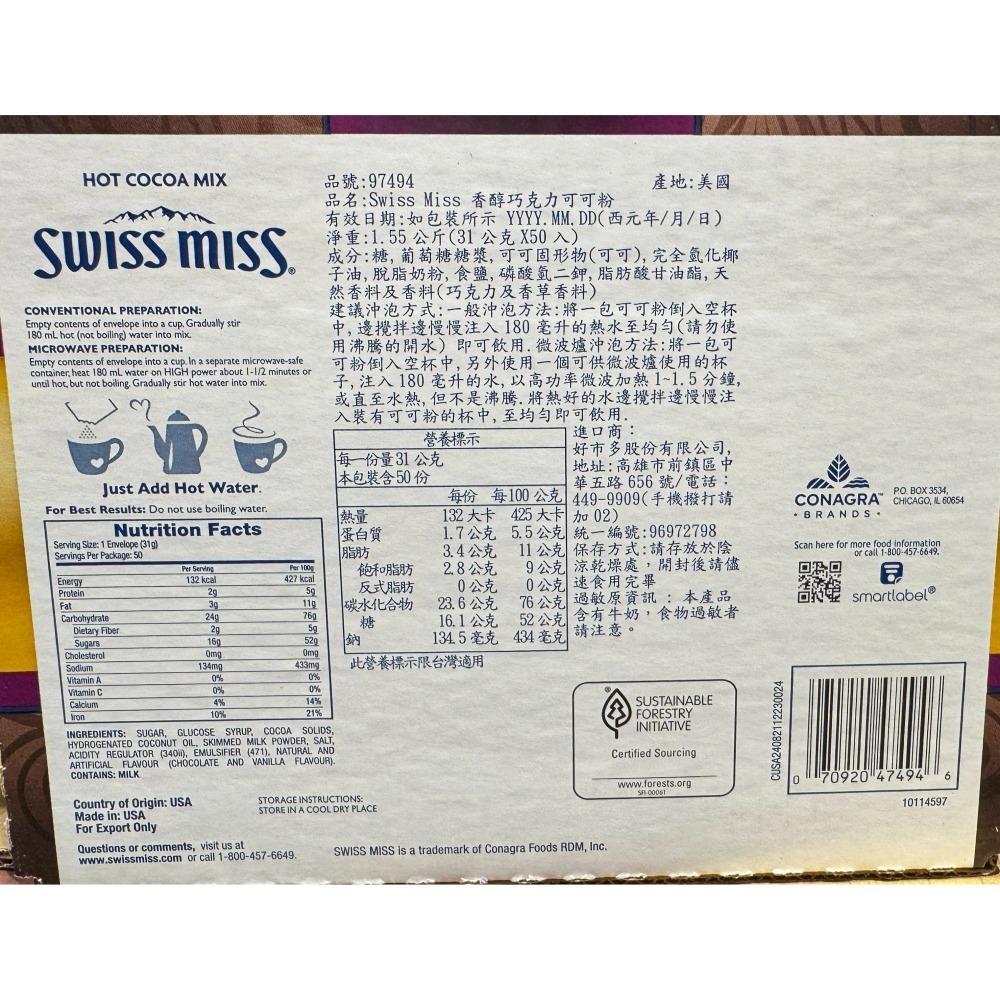 HOT COCOA MIX
SWISS MISS®
CONVENTIONAL PREPARATION:
Empty contents of envelope into a cup. Gradually stir
180 mL hot (not boiling) water into mix.
MICROWAVE PREPARATION:
Empty contents of envelope into a cup. In a separate microwave-safe
container, heat 180 mL water on HIGH power about 1-1/2 minutes or
until hot, but not boiling. Gradually stir hot water into mix.
Just Add Hot Water.
For Best Results: Do not use boiling water.
Nutrition Facts
Serving Size: 1 Envelope (31g)
Servings Per Package: 50
Per Serving Per 100g
Energy 132 kcal 427 kcal
Protein 2g 5g
Fat 3g 11g
Carbohydrate 24g 76g
Dietary Fiber 2g 5g
Sugars 16g 52g
Cholesterol 0mg 0mg
Sodium 134mg 433mg
Vitamin A 0% 0%
Vitamin C 0% 0%
Calcium 4% 14%
Iron 10% 21%
INGREDIENTS: SUGAR, GLUCOSE SYRUP, COCOA SOLIDS,
HYDROGENATED COCONUT OIL, SKIMMED MILK POWDER, SALT,
ACIDITY REGULATOR (340ii), EMULSIFIER (471), NATURAL AND
ARTIFICIAL FLAVOUR (CHOCOLATE AND VANILLA FLAVOUR).
CONTAINS: MILK
Country of Origin: USA
Made in: USA
For Export Only
STORAGE INSTRUCTIONS:
STORE IN A COOL DRY PLACE
Questions or comments, visit us at
www.swissmiss.com or call 1-800-457-6649.
品號:97494 產地:美國
品名:Swiss Miss 香醇巧克力可可粉
有效日期:如包裝所示 YYYY.MM.DD(西元年/月/日)
淨重:1.55 公斤(31 公克 X50 入)
成分:糖, 葡萄糖糖漿, 可可固形物(可可), 完全氫化椰
子油, 脫脂奶粉, 食鹽, 磷酸氫二鉀, 脂肪酸甘油酯, 天
然香料及香料(巧克力及香草香料)
建議沖泡方式:一般沖泡方法:將一包可可粉倒入空杯
中, 邊攪拌邊慢慢注入 180 毫升的熱水至均勻(請勿使
用沸騰的開水) 即可飲用. 微波爐沖泡方法:將一包可
可粉倒入空杯中, 另外使用一個可供微波爐使用的杯
子, 注入 180 毫升的水, 以高功率微波加熱 1~1.5 分鐘,
或直至水熱, 但不是沸騰. 將熱好的水邊攪拌邊慢慢注
入裝有可可粉的杯中, 至均勻即可飲用.
營養標示
每一份量 31 公克
本包裝含 50 份
每份 每 100 公克
熱量 132 大卡 425 大卡
蛋白質 1.7 公克 5.5 公克
脂肪 3.4 公克 11 公克
飽和脂肪 2.8 公克 9 公克
反式脂肪 0 公克 0 公克
碳水化合物 23.6 公克 76 公克
糖 16.1 公克 52 公克
鈉 134.5 毫克 434 毫克
此營養標示限台灣適用
進口商:
好市多股份有限公司,
地址:高雄市前鎮區中
華五路 656 號/電話:
449-9909(手機撥打請
加 02)
統一編號:96972798
保存方式:請存放於陰
涼乾燥處,開封後請儘
速食用完畢
過敏原資訊:本產品
含有牛奶,食物過敏者
請注意。
CONAGRA™
·BRANDS·
P.O. BOX 3534,
CHICAGO, IL 60654
Scan here for more food information
or call 1-800-457-6649.
smartlabel®
SUSTAINABLE
FORESTRY
INITIATIVE
Certified Sourcing
www.forests.org
SFI-00061
CUSA24082112230024
0 70920 47494 6
10114597
SWISS MISS is a trademark of Conagra Foods RDM, Inc.